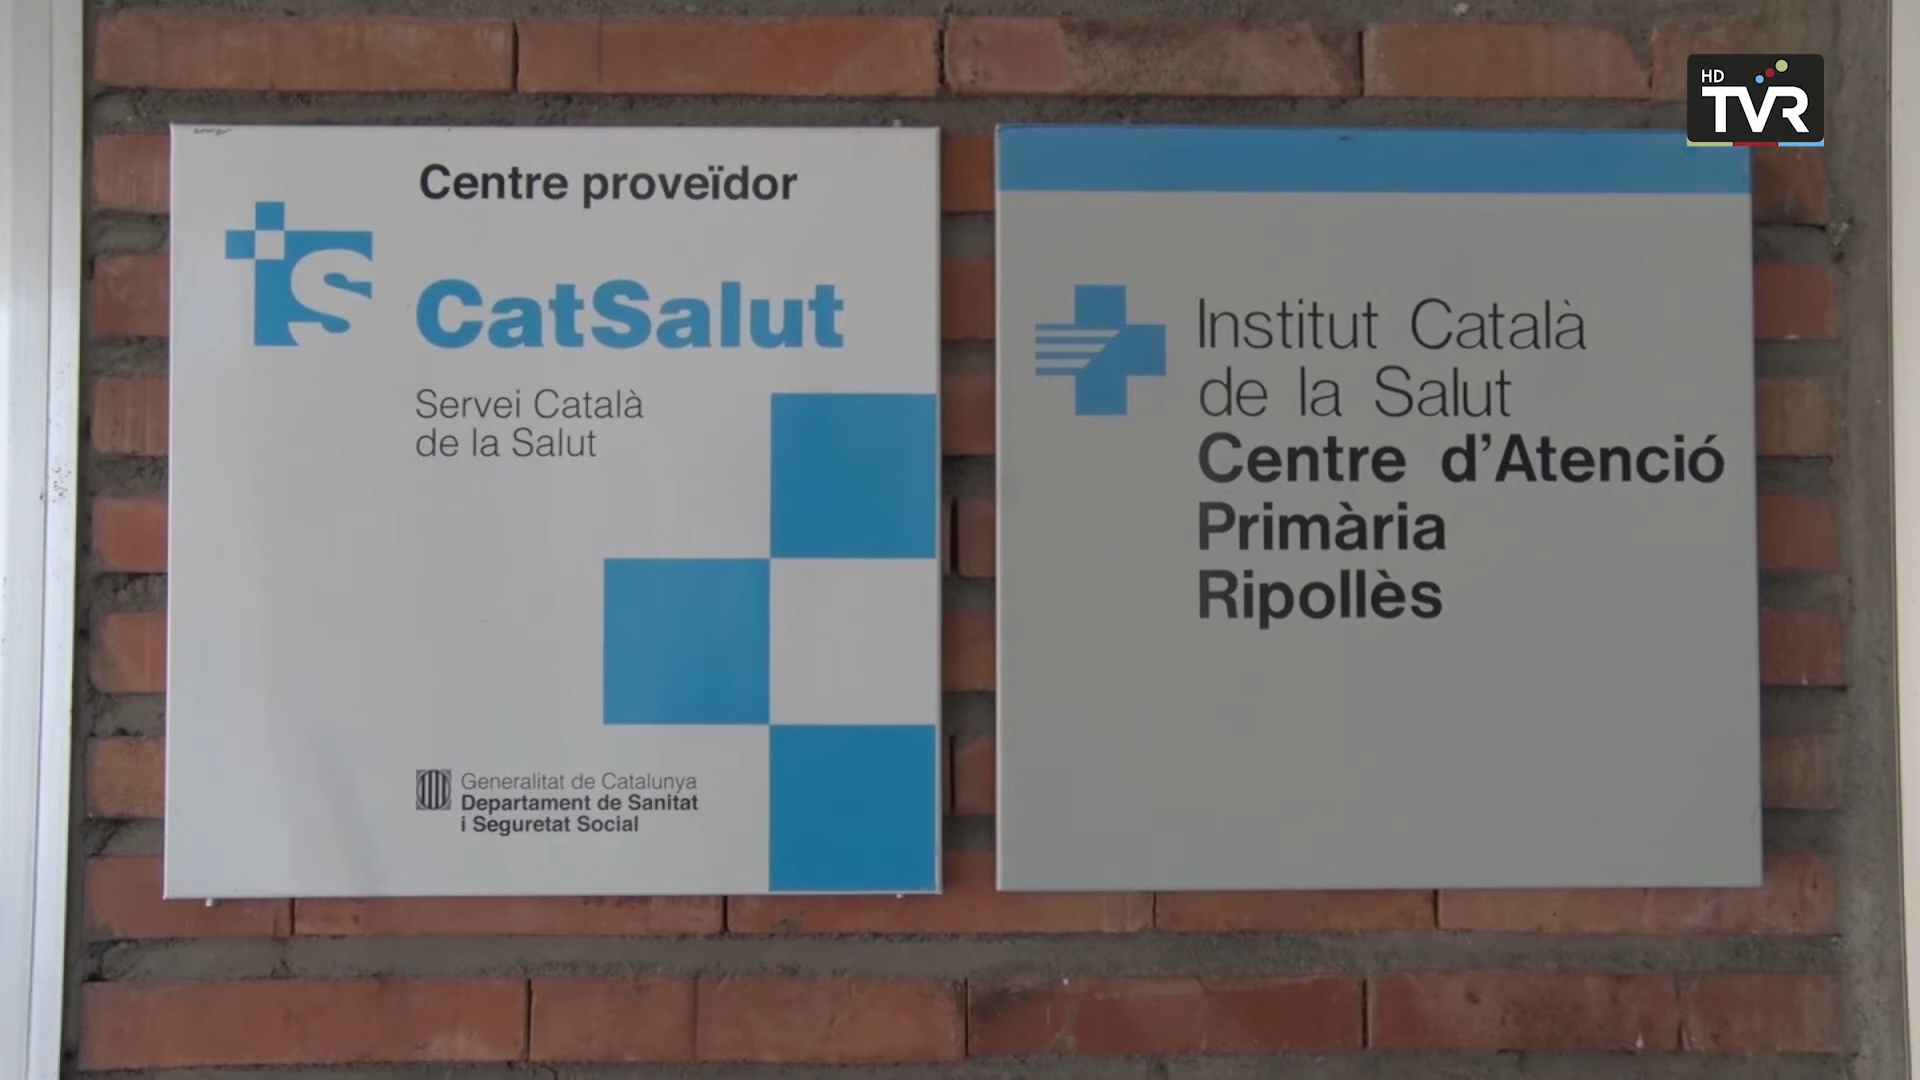 Centre proveïdor
CatSalut
Servei Català
de la Salut
Generalitat de Catalunya
Departament de Sanitat
i Seguretat Social
Institut Català
de la Salut
Centre d'Atenció
Primària
Ripollès
HD
TVR